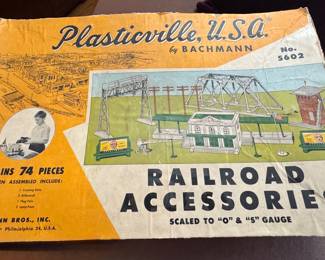 Plasticville, U.S.A.
by BACHMANN
No.
5602
INS 74 PIECES
EN ASSEMBLED INCLUDE:
RAILROAD
ACCESSORIES
SCALED TO "O" & "S" GAUGE
NN BROS., INC.
Philadelphia 24, U.S.A.